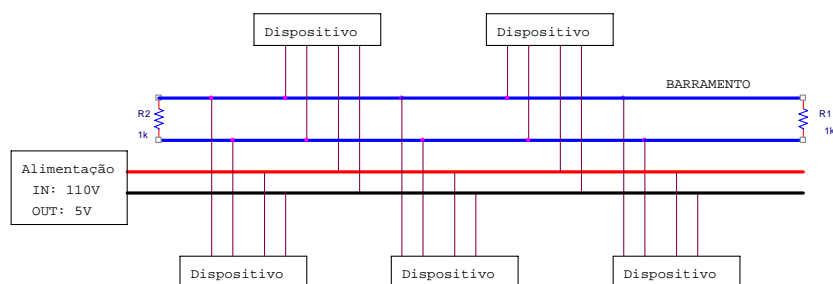 Dispositivo
Dispositivo
BARRAMENTO
R2
1k
R1
1k
Alimentação
IN: 110V
OUT: 5V
Dispositivo
Dispositivo
Dispositivo